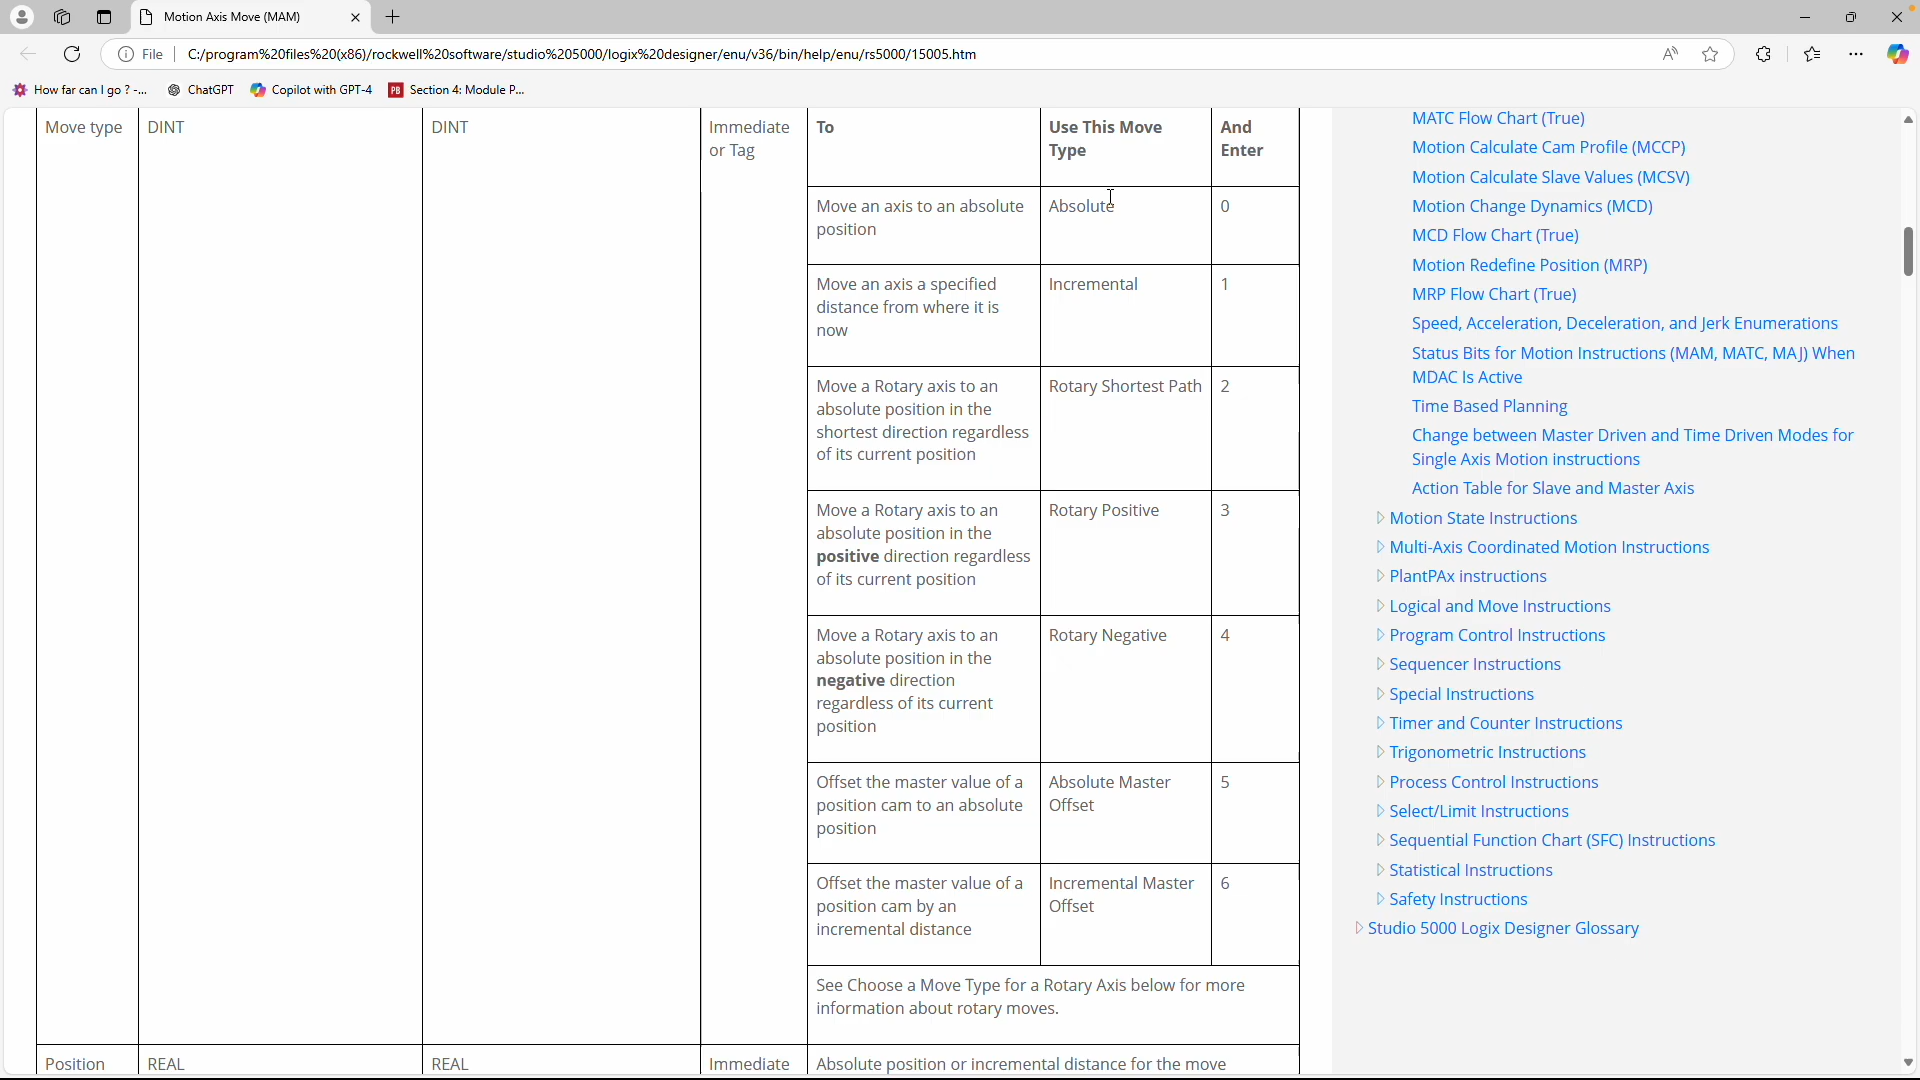 Motion Axis Move (MAM)
File
C:/program%20files%20(x86)/rockwell%20software/studio%205000/logix%20designer/enu/v36/bin/help/enu/rs5000/15005.htm
How far can I go ? -...
ChatGPT
Copilot with GPT-4
PB Section 4: Module P...
Move type
DINT
DINT
Immediate
or Tag
To
Use This Move
Type
And
Enter
Move an axis to an absolute
position
Absolute
0
Move an axis a specified
distance from where it is
now
Incremental
1
Move a Rotary axis to an
absolute position in the
shortest direction regardless
of its current position
Rotary Shortest Path
2
Move a Rotary axis to an
absolute position in the
positive direction regardless
of its current position
Rotary Positive
3
Move a Rotary axis to an
absolute position in the
negative direction
regardless of its current
position
Rotary Negative
4
Offset the master value of a
position cam to an absolute
position
Absolute Master
Offset
5
Offset the master value of a
position cam by an
incremental distance
Incremental Master
Offset
6
See Choose a Move Type for a Rotary Axis below for more
information about rotary moves.
Position
REAL
REAL
Immediate
Absolute position or incremental distance for the move
MATC Flow Chart (True)
Motion Calculate Cam Profile (MCCP)
Motion Calculate Slave Values (MCSV)
Motion Change Dynamics (MCD)
MCD Flow Chart (True)
Motion Redefine Position (MRP)
MRP Flow Chart (True)
Speed, Acceleration, Deceleration, and Jerk Enumerations
Status Bits for Motion Instructions (MAM, MATC, MAJ) When
MDAC Is Active
Time Based Planning
Change between Master Driven and Time Driven Modes for
Single Axis Motion instructions
Action Table for Slave and Master Axis
Motion State Instructions
Multi-Axis Coordinated Motion Instructions
PlantPAx instructions
Logical and Move Instructions
Program Control Instructions
Sequencer Instructions
Special Instructions
Timer and Counter Instructions
Trigonometric Instructions
Process Control Instructions
Select/Limit Instructions
Sequential Function Chart (SFC) Instructions
Statistical Instructions
Safety Instructions
Studio 5000 Logix Designer Glossary